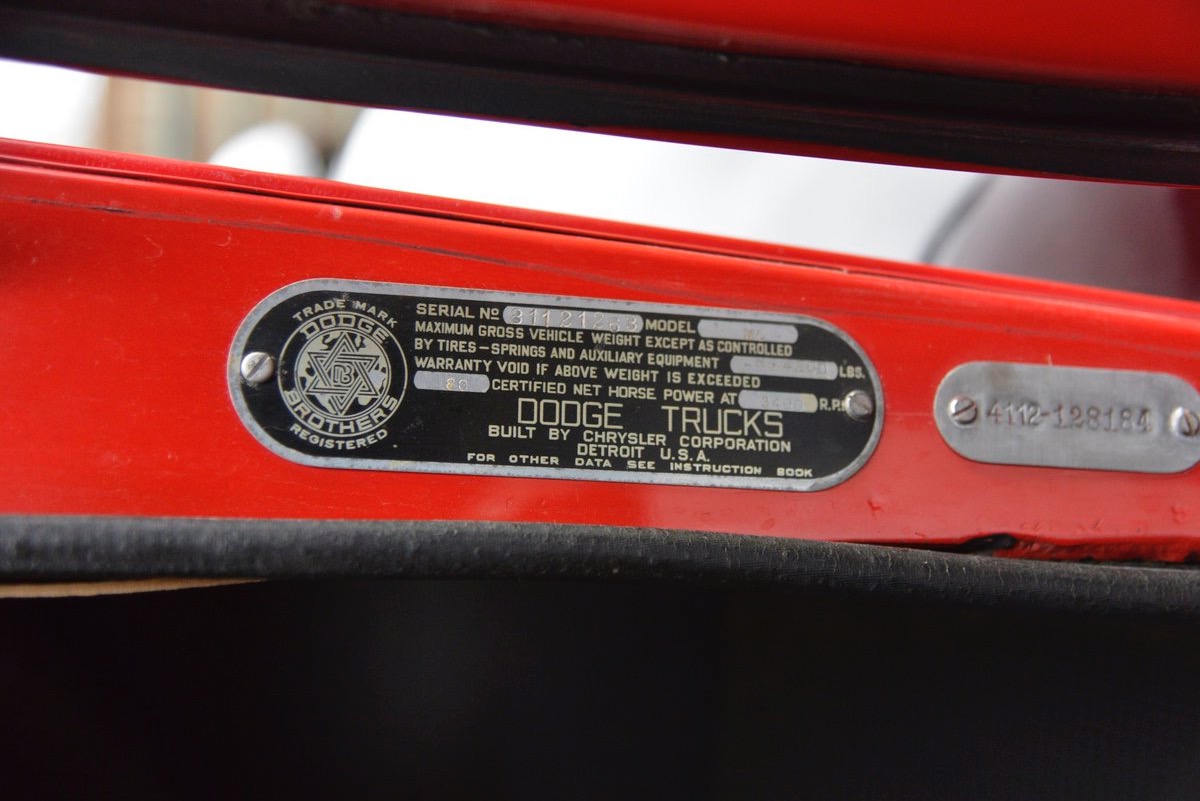 TRADE MARK
DODGE
DB
BROTHERS
REGISTERED
SERIAL Nº MODEL
MAXIMUM GROSS VEHICLE WEIGHT EXCEPT AS CONTROLLED
BY TIRES-SPRINGS AND AUXILIARY EQUIPMENT LBS.
WARRANTY VOID IF ABOVE WEIGHT IS EXCEEDED
CERTIFIED NET HORSE POWER AT R.P.M
DODGE TRUCKS
BUILT BY CHRYSLER CORPORATION
DETROIT U.S.A.
FOR OTHER DATA SEE INSTRUCTION BOOK
4112-128184